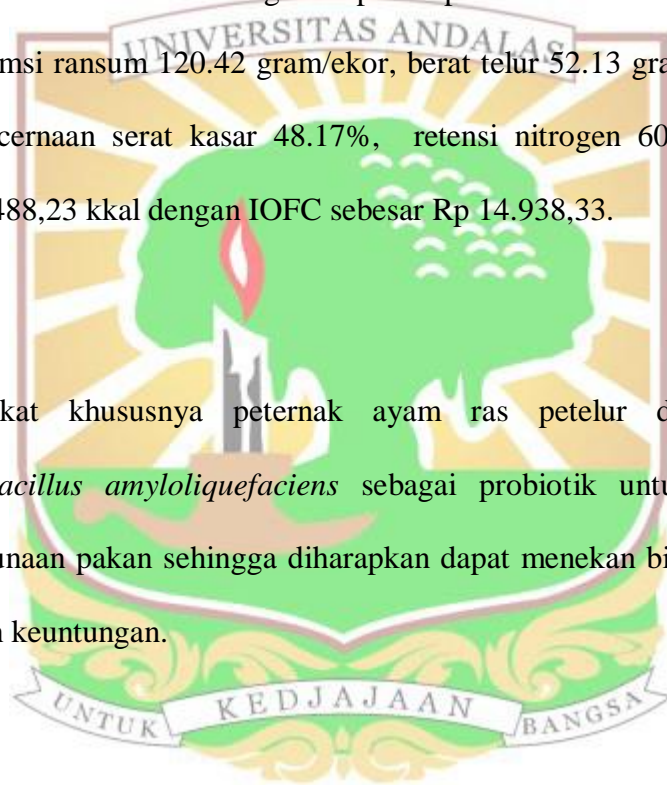 UNIVERSITAS ANDALAS
msi ransum 120.42 gram/ekor, berat telur 52.13 gra
cernaan serat kasar 48.17%, retensi nitrogen 60
488,23 kkal dengan IOFC sebesar Rp 14.938,33.
kat khususnya peternak ayam ras petelur d
acillus amyloliquefaciens sebagai probiotik untu
unaan pakan sehingga diharapkan dapat menekan bi
n keuntungan.
UNTUK KEDJAJAAN BANGSA